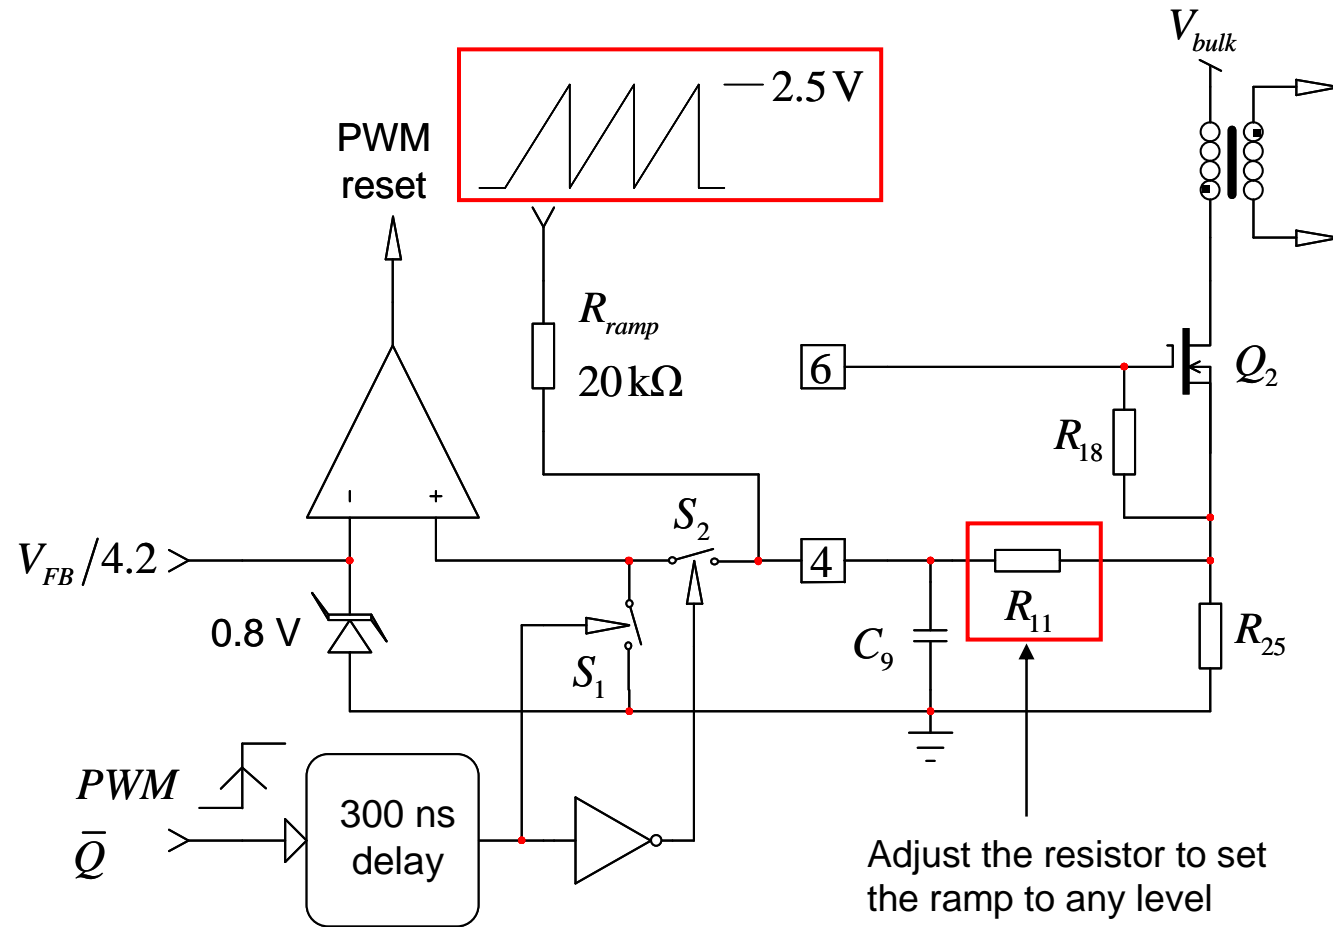 V_bulk
2.5 V
PWM
reset
R_ramp
20 kΩ
6
Q_2
R_18
− +
S_2
V_FB/4.2
4
0.8 V
R_11
R_25
C_9
S_1
PWM
Q̄
300 ns
delay
Adjust the resistor to set
the ramp to any level